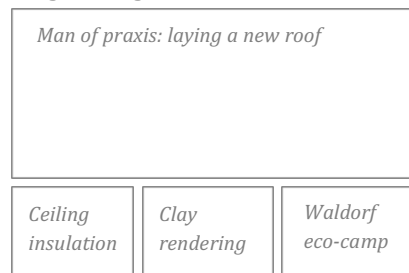 Man of praxis: laying a new roof
Ceiling
insulation
Clay
rendering
Waldorf
eco-camp